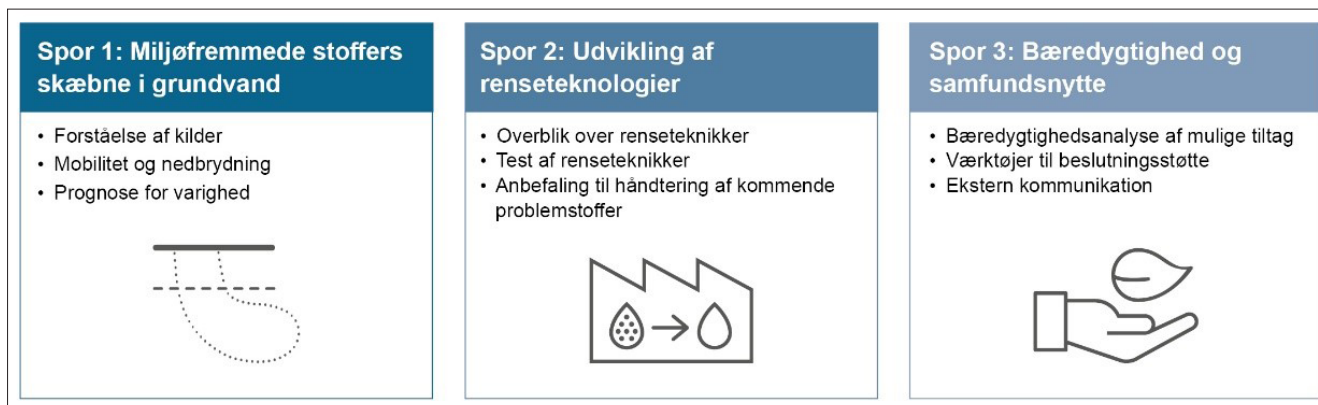 Spor 1: Miljøfremmede stoffers
skæbne i grundvand
• Forståelse af kilder
• Mobilitet og nedbrydning
• Prognose for varighed
Spor 2: Udvikling af
renseteknologier
• Overblik over renseteknikker
• Test af renseteknikker
• Anbefaling til håndtering af kommende
problemstoffer
Spor 3: Bæredygtighed og
samfundsnytte
• Bæredygtighedsanalyse af mulige tiltag
• Værktøjer til beslutningsstøtte
• Ekstern kommunikation